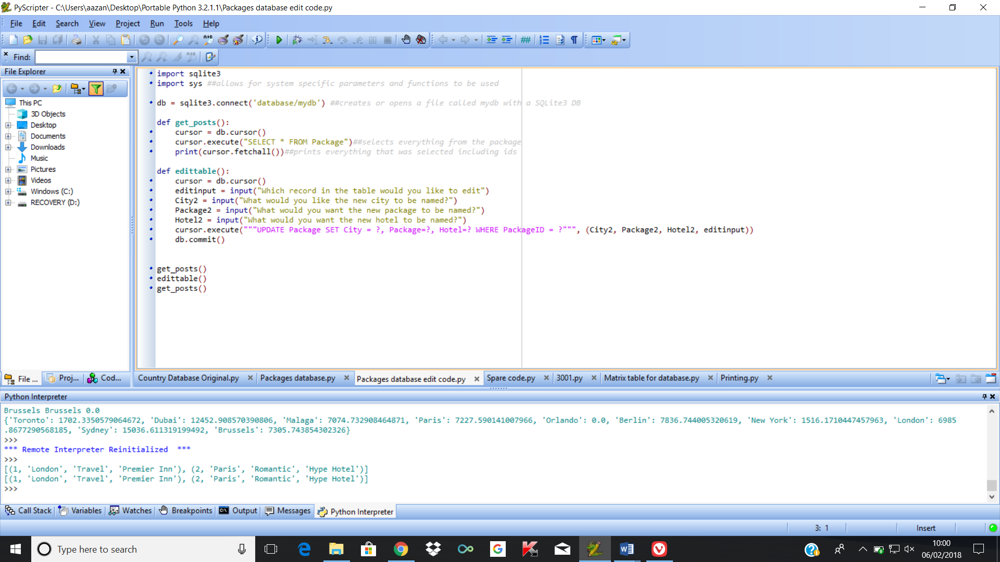 PyScripter - C:\Users\aazan\Desktop\Portable Python 3.2.1.1\Packages database edit code.py
File Edit Search View Project Run Tools Help
Find:
File Explorer
This PC
3D Objects
Desktop
Documents
Downloads
Music
Pictures
Videos
Windows (C:)
RECOVERY (D:)
File ... Proj... Cod...
import sqlite3
import sys ##allows for system specific parameters and functions to be used
db = sqlite3.connect('database/mydb') ##creates or opens a file called mydb with a SQLite3 DB
def get_posts():
    cursor = db.cursor()
    cursor.execute("SELECT * FROM Package")##selects everything from the package
    print(cursor.fetchall())##prints everything that was selected including ids
def edittable():
    cursor = db.cursor()
    editinput = input("Which record in the table would you like to edit")
    City2 = input("What would you like the new city to be named?")
    Package2 = input("What would you want the new package to be named?")
    Hotel2 = input("What would you want the new hotel to be named?")
    cursor.execute("""UPDATE Package SET City = ?, Package=?, Hotel=? WHERE PackageID = ?""", (City2, Package2, Hotel2, editinput))
    db.commit()
get_posts()
edittable()
get_posts()
Country Database Original.py Packages database.py Packages database edit code.py Spare code.py 3001.py Matrix table for database.py Printing.py
Python Interpreter
Brussels Brussels 0.0
{'Toronto': 1702.3350579064672, 'Dubai': 12452.908570390806, 'Malaga': 7074.732908464871, 'Paris': 7227.590141007966, 'Orlando': 0.0, 'Berlin': 7836.744005320619, 'New York': 1516.1710447457963, 'London': 6985
.8677290568185, 'Sydney': 15036.611319199492, 'Brussels': 7305.743854302326}
>>>
*** Remote Interpreter Reinitialized  ***
>>>
[(1, 'London', 'Travel', 'Premier Inn'), (2, 'Paris', 'Romantic', 'Hype Hotel')]
[(1, 'London', 'Travel', 'Premier Inn'), (2, 'Paris', 'Romantic', 'Hype Hotel')]
>>>
Call Stack Variables Watches Breakpoints Output Messages Python Interpreter
3: 1 Insert
Type here to search
10:00
06/02/2018